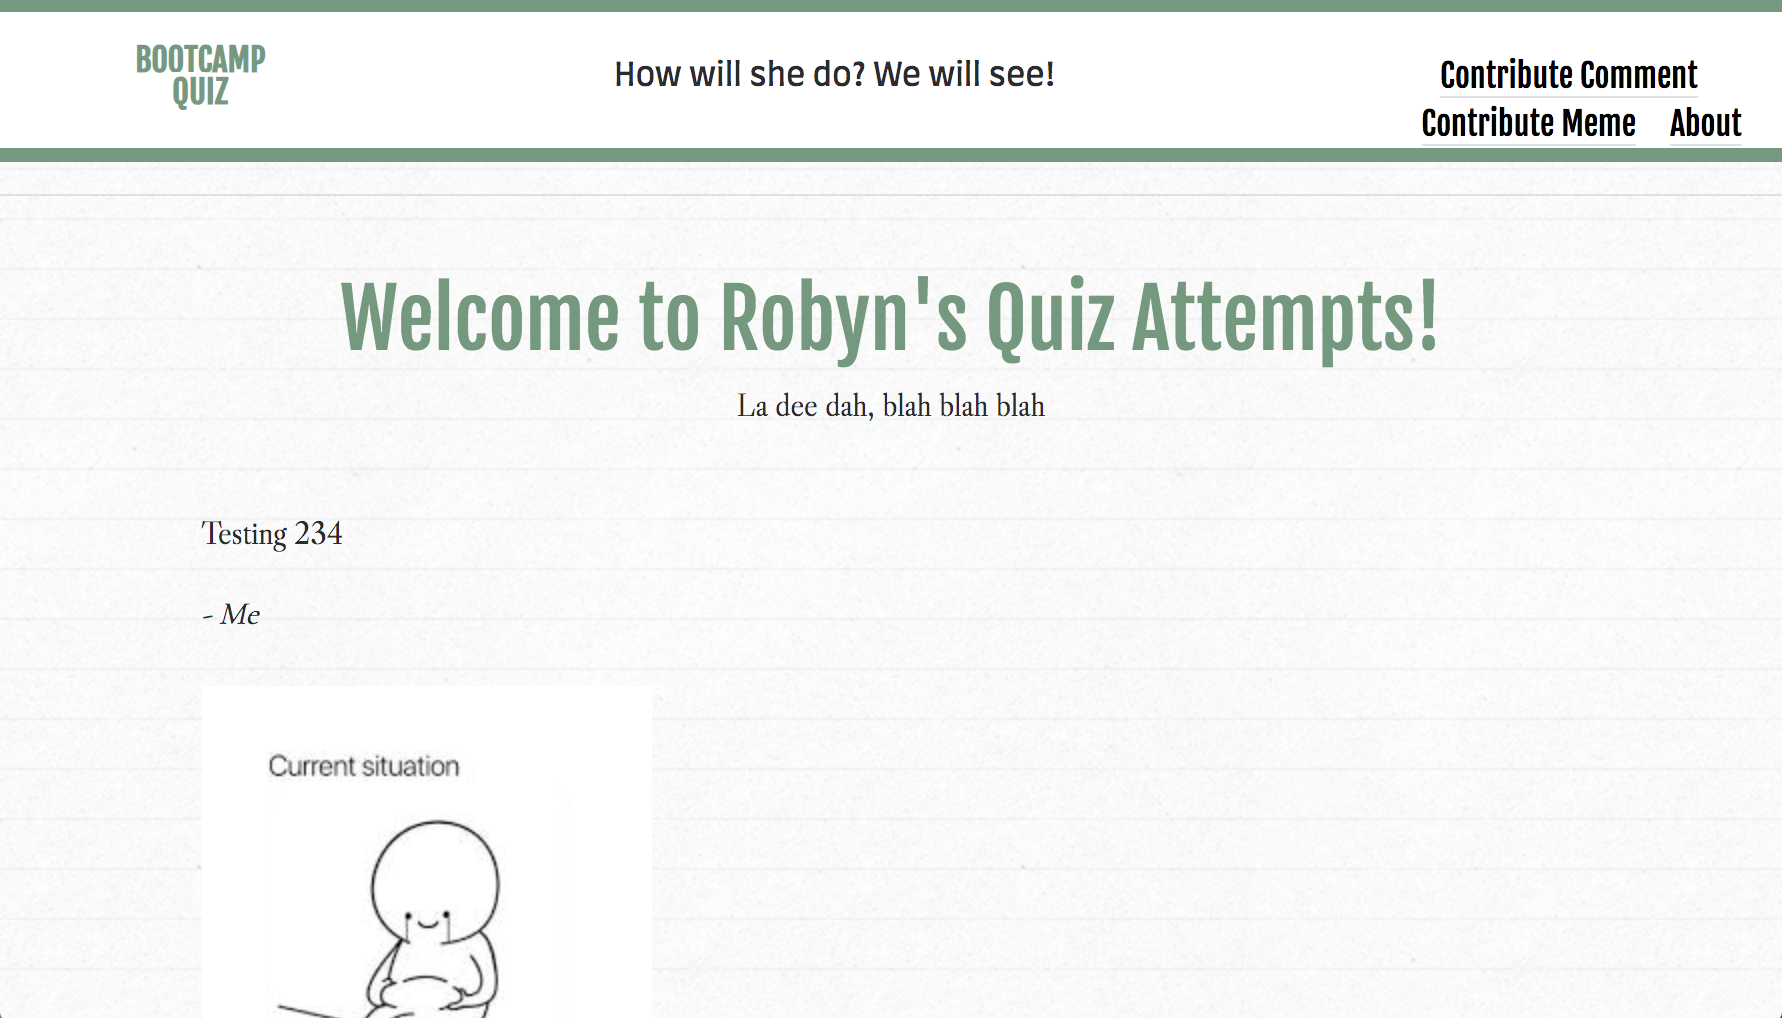 BOOTCAMP
QUIZ
How will she do? We will see!
Contribute Comment
Contribute Meme About
Welcome to Robyn's Quiz Attempts!
La dee dah, blah blah blah
Testing 234
- Me
Current situation